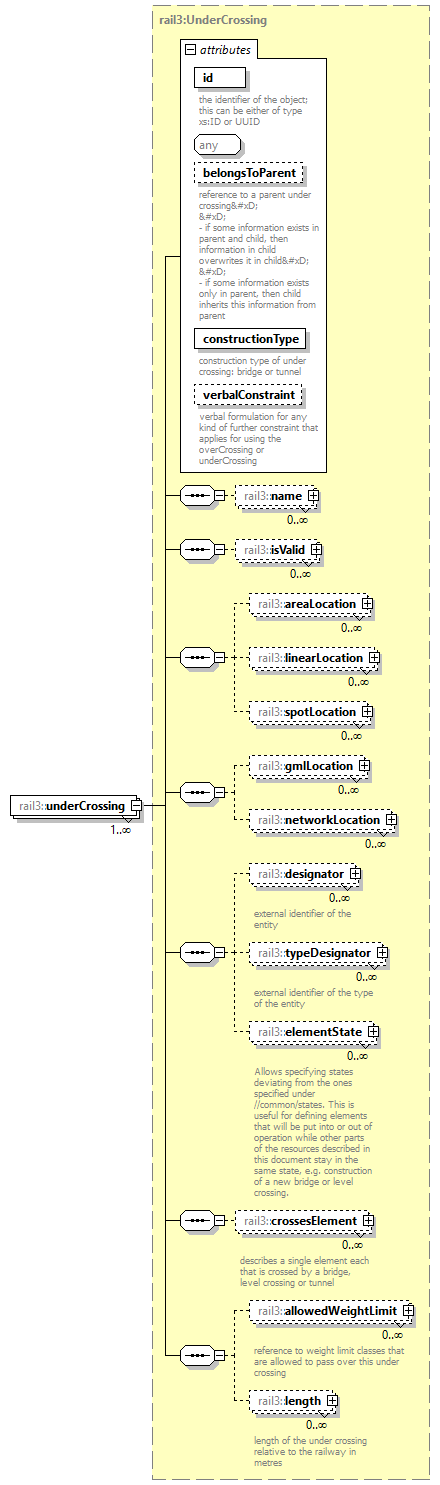 rail3:UnderCrossing
attributes
id
the identifier of the object;
this can be either of type
xs:ID or UUID
any
belongsToParent
reference to a parent under
crossing&#xD;
&#xD;
- if some information exists in
parent and child, then
information in child
overwrites it in child&#xD;
&#xD;
- if some information exists
only in parent, then child
inherits this information from
parent
constructionType
construction type of under
crossing: bridge or tunnel
verbalConstraint
verbal formulation for any
kind of further constraint that
applies for using the
overCrossing or
underCrossing
rail3::name
0..∞
rail3::isValid
0..∞
rail3::areaLocation
0..∞
rail3::linearLocation
0..∞
rail3::spotLocation
0..∞
rail3::gmlLocation
0..∞
rail3::underCrossing
1..∞
rail3::networkLocation
0..∞
rail3::designator
0..∞
external identifier of the
entity
rail3::typeDesignator
0..∞
external identifier of the type
of the entity
rail3::elementState
0..∞
Allows specifying states
deviating from the ones
specified under
//common/states. This is
useful for defining elements
that will be put into or out of
operation while other parts
of the resources described in
this document stay in the
same state, e.g. construction
of a new bridge or level
crossing.
rail3::crossesElement
0..∞
describes a single element each
that is crossed by a bridge,
level crossing or tunnel
rail3::allowedWeightLimit
0..∞
reference to weight limit classes that
are allowed to pass over this under
crossing
rail3::length
0..∞
length of the under crossing
relative to the railway in
metres